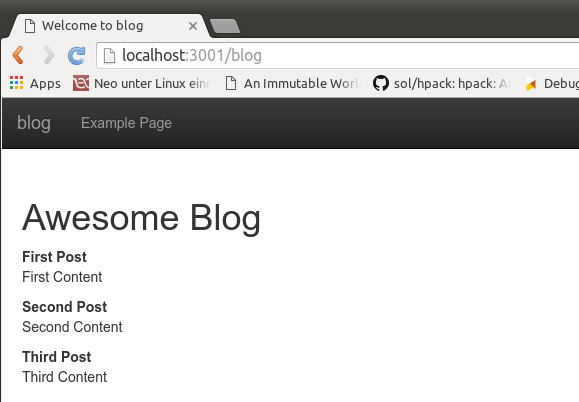 Welcome to blog
localhost:3001/blog
Apps Neo unter Linux ein An Immutable Wor sol/hpack: hpack: A Debug
blog Example Page
Awesome Blog
First Post
First Content
Second Post
Second Content
Third Post
Third Content